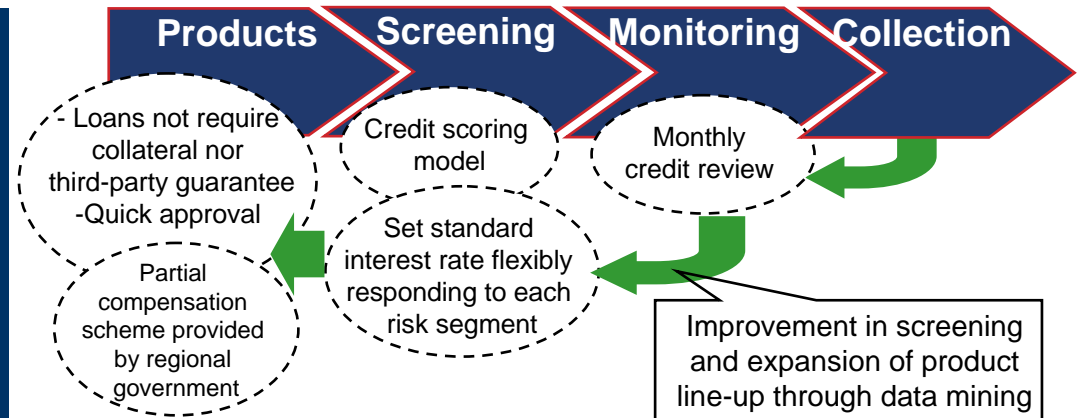 Products
Screening
Monitoring
Collection
- Loans not require
collateral nor
third-party guarantee
-Quick approval
Partial
compensation
scheme provided
by regional
government
Credit scoring
model
Set standard
interest rate flexibly
responding to each
risk segment
Monthly
credit review
Improvement in screening
and expansion of product
line-up through data mining